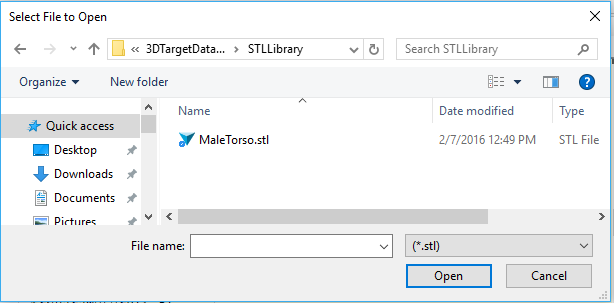 Select File to Open
« 3DTargetData... › STLLibrary
Search STLLibrary
Organize
New folder
?
Name
Date modified
Type
Quick access
Desktop
Downloads
Documents
Pictures
MaleTorso.stl
2/7/2016 12:49 PM
STL File
File name:
(*.stl)
Open
Cancel